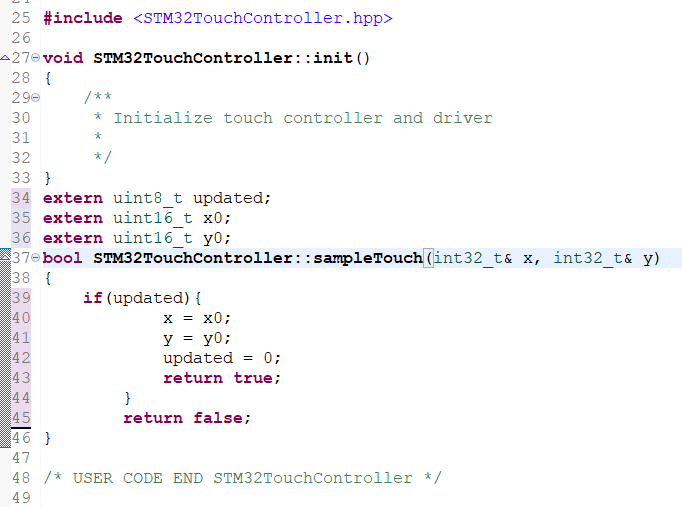 25 #include <STM32TouchController.hpp>
26
27 void STM32TouchController::init()
28 {
29     /**
30      * Initialize touch controller and driver
31      *
32      */
33 }
34 extern uint8_t updated;
35 extern uint16_t x0;
36 extern uint16_t y0;
37 bool STM32TouchController::sampleTouch(int32_t& x, int32_t& y)
38 {
39     if(updated){
40             x = x0;
41             y = y0;
42             updated = 0;
43             return true;
44         }
45         return false;
46 }
47
48 /* USER CODE END STM32TouchController */
49